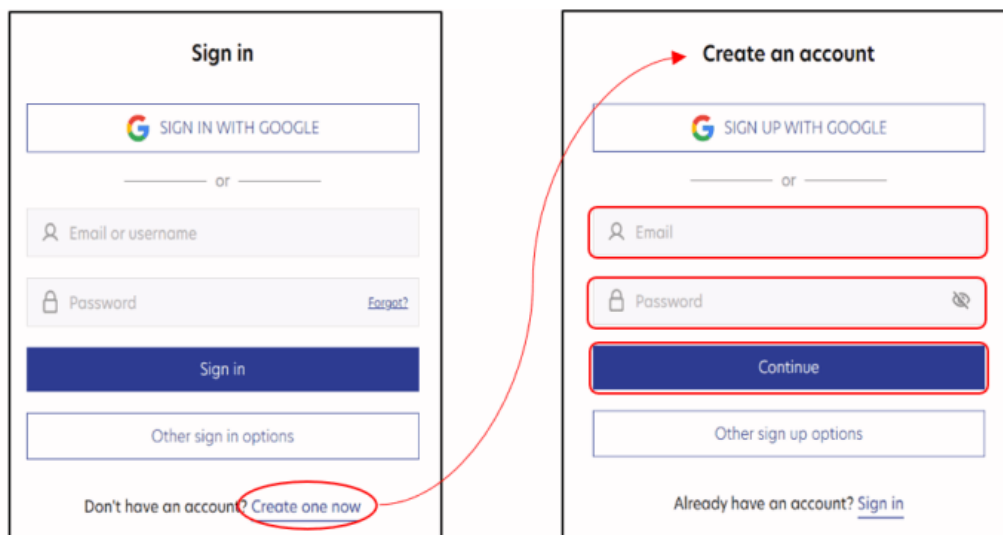 Sign in
SIGN IN WITH GOOGLE
or
Email or username
Password Forgot?
Sign in
Other sign in options
Don't have an account? Create one now
Create an account
SIGN UP WITH GOOGLE
or
Email
Password
Continue
Other sign up options
Already have an account? Sign in